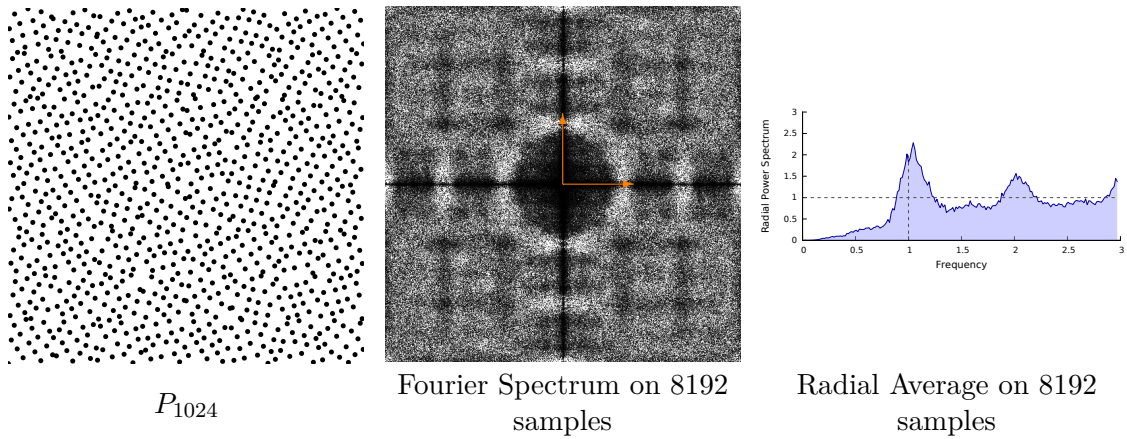 3
2.5
2
1.5
1
0.5
0
Radial Power Spectrum
0 0.5 1 1.5 2 2.5 3
Frequency
P1024
Fourier Spectrum on 8192
samples
Radial Average on 8192
samples